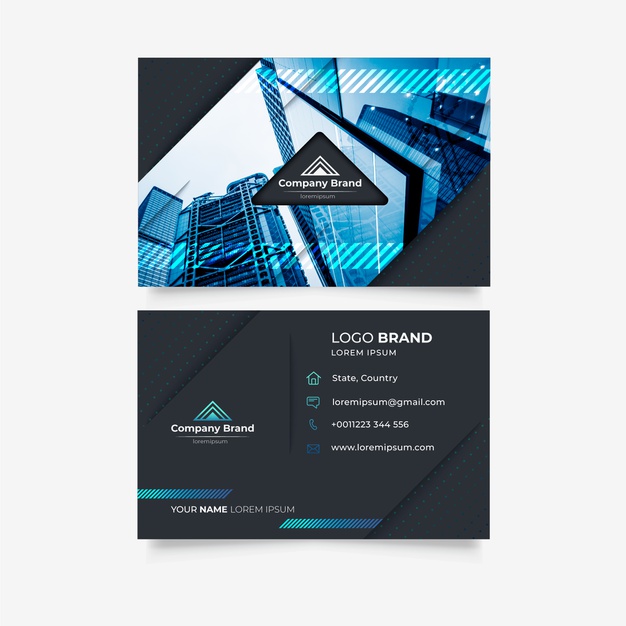 Company Brand
loremipsum
LOGO BRAND
LOREM IPSUM
State, Country
loremipsum@gmail.com
+0011223 344 556
www.loremipsum.com
Company Brand
loremipsum
YOUR NAME LOREM IPSUM